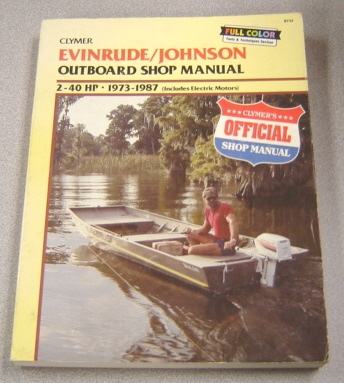 FULL COLOR
Tools & Techniques Section
CLYMER
EVINRUDE/JOHNSON
OUTBOARD SHOP MANUAL
2-40 HP • 1973-1987 (Includes Electric Motors)
CLYMER'S
OFFICIAL
SHOP MANUAL